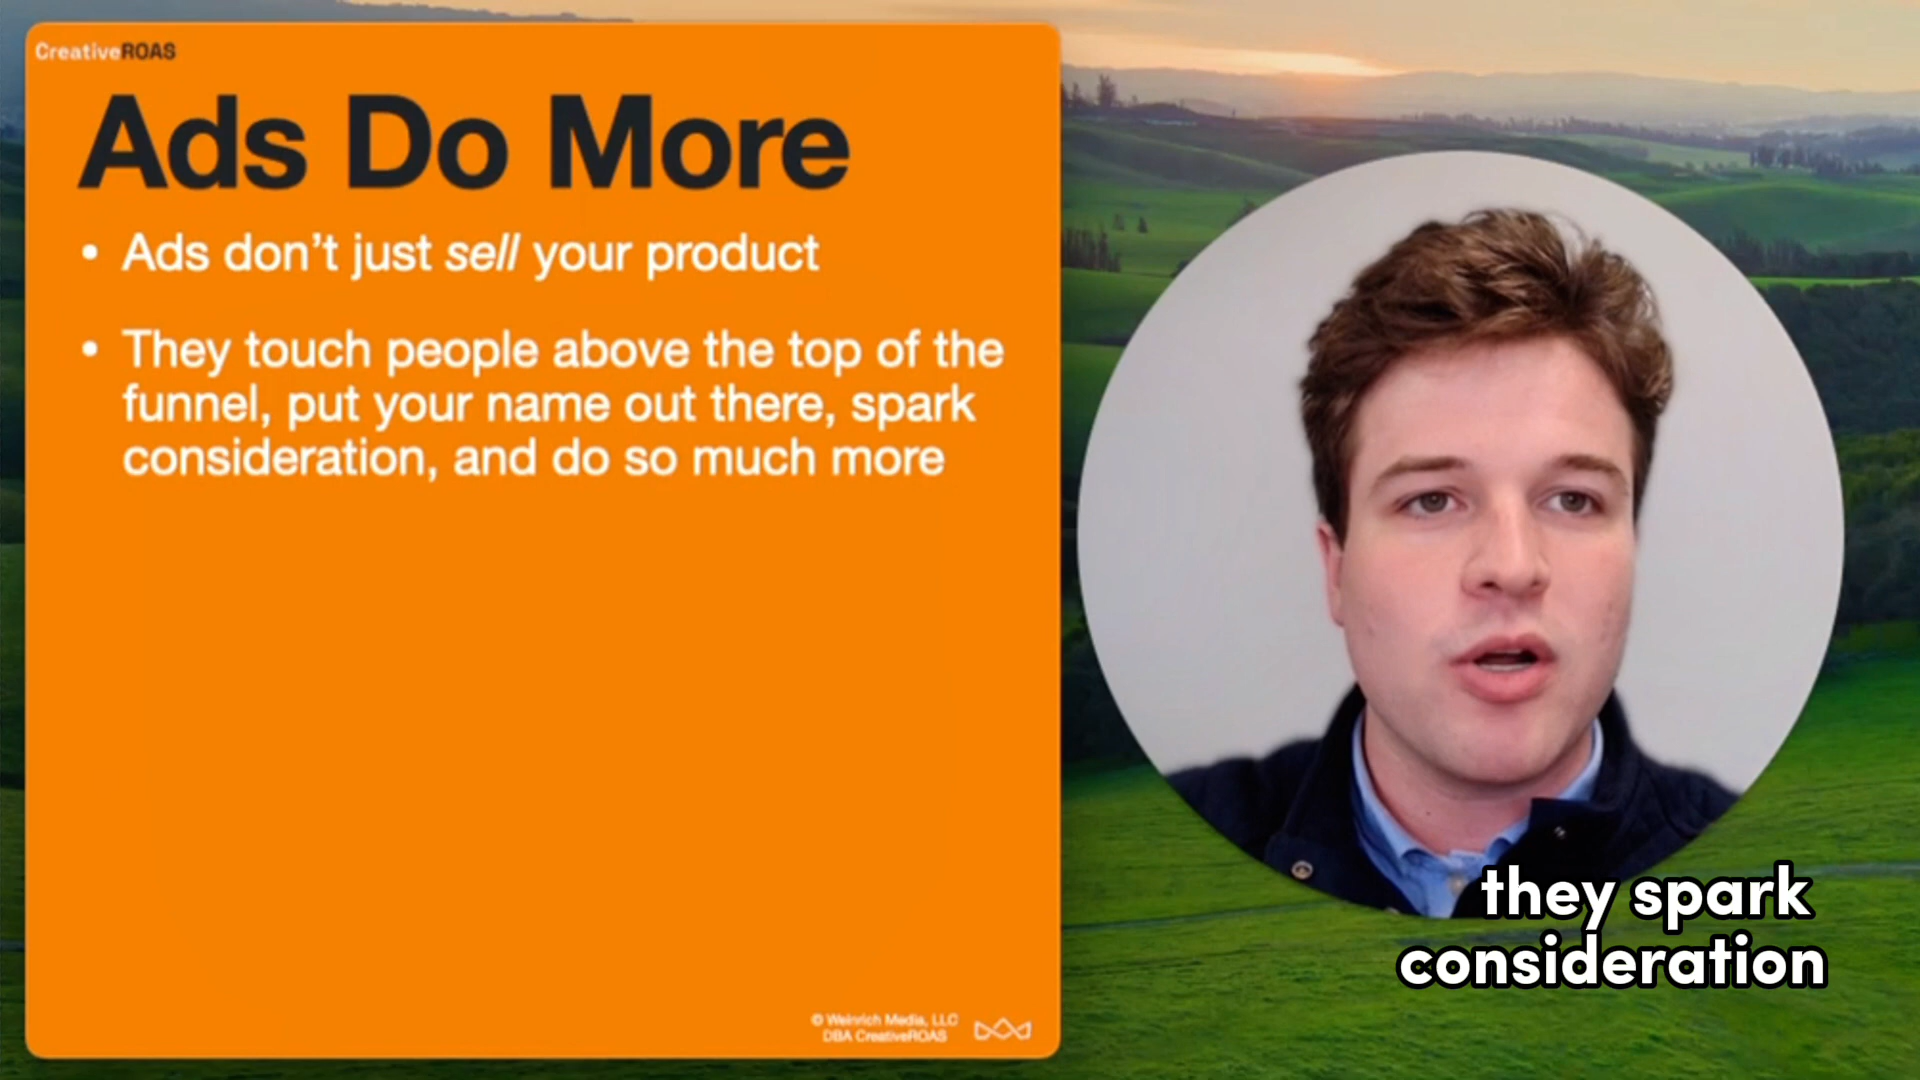 CreativeROAS
Ads Do More
• Ads don’t just sell your product
• They touch people above the top of the
funnel, put your name out there, spark
consideration, and do so much more
© Weinrich Media, LLC
DBA CreativeROAS
they spark
consideration